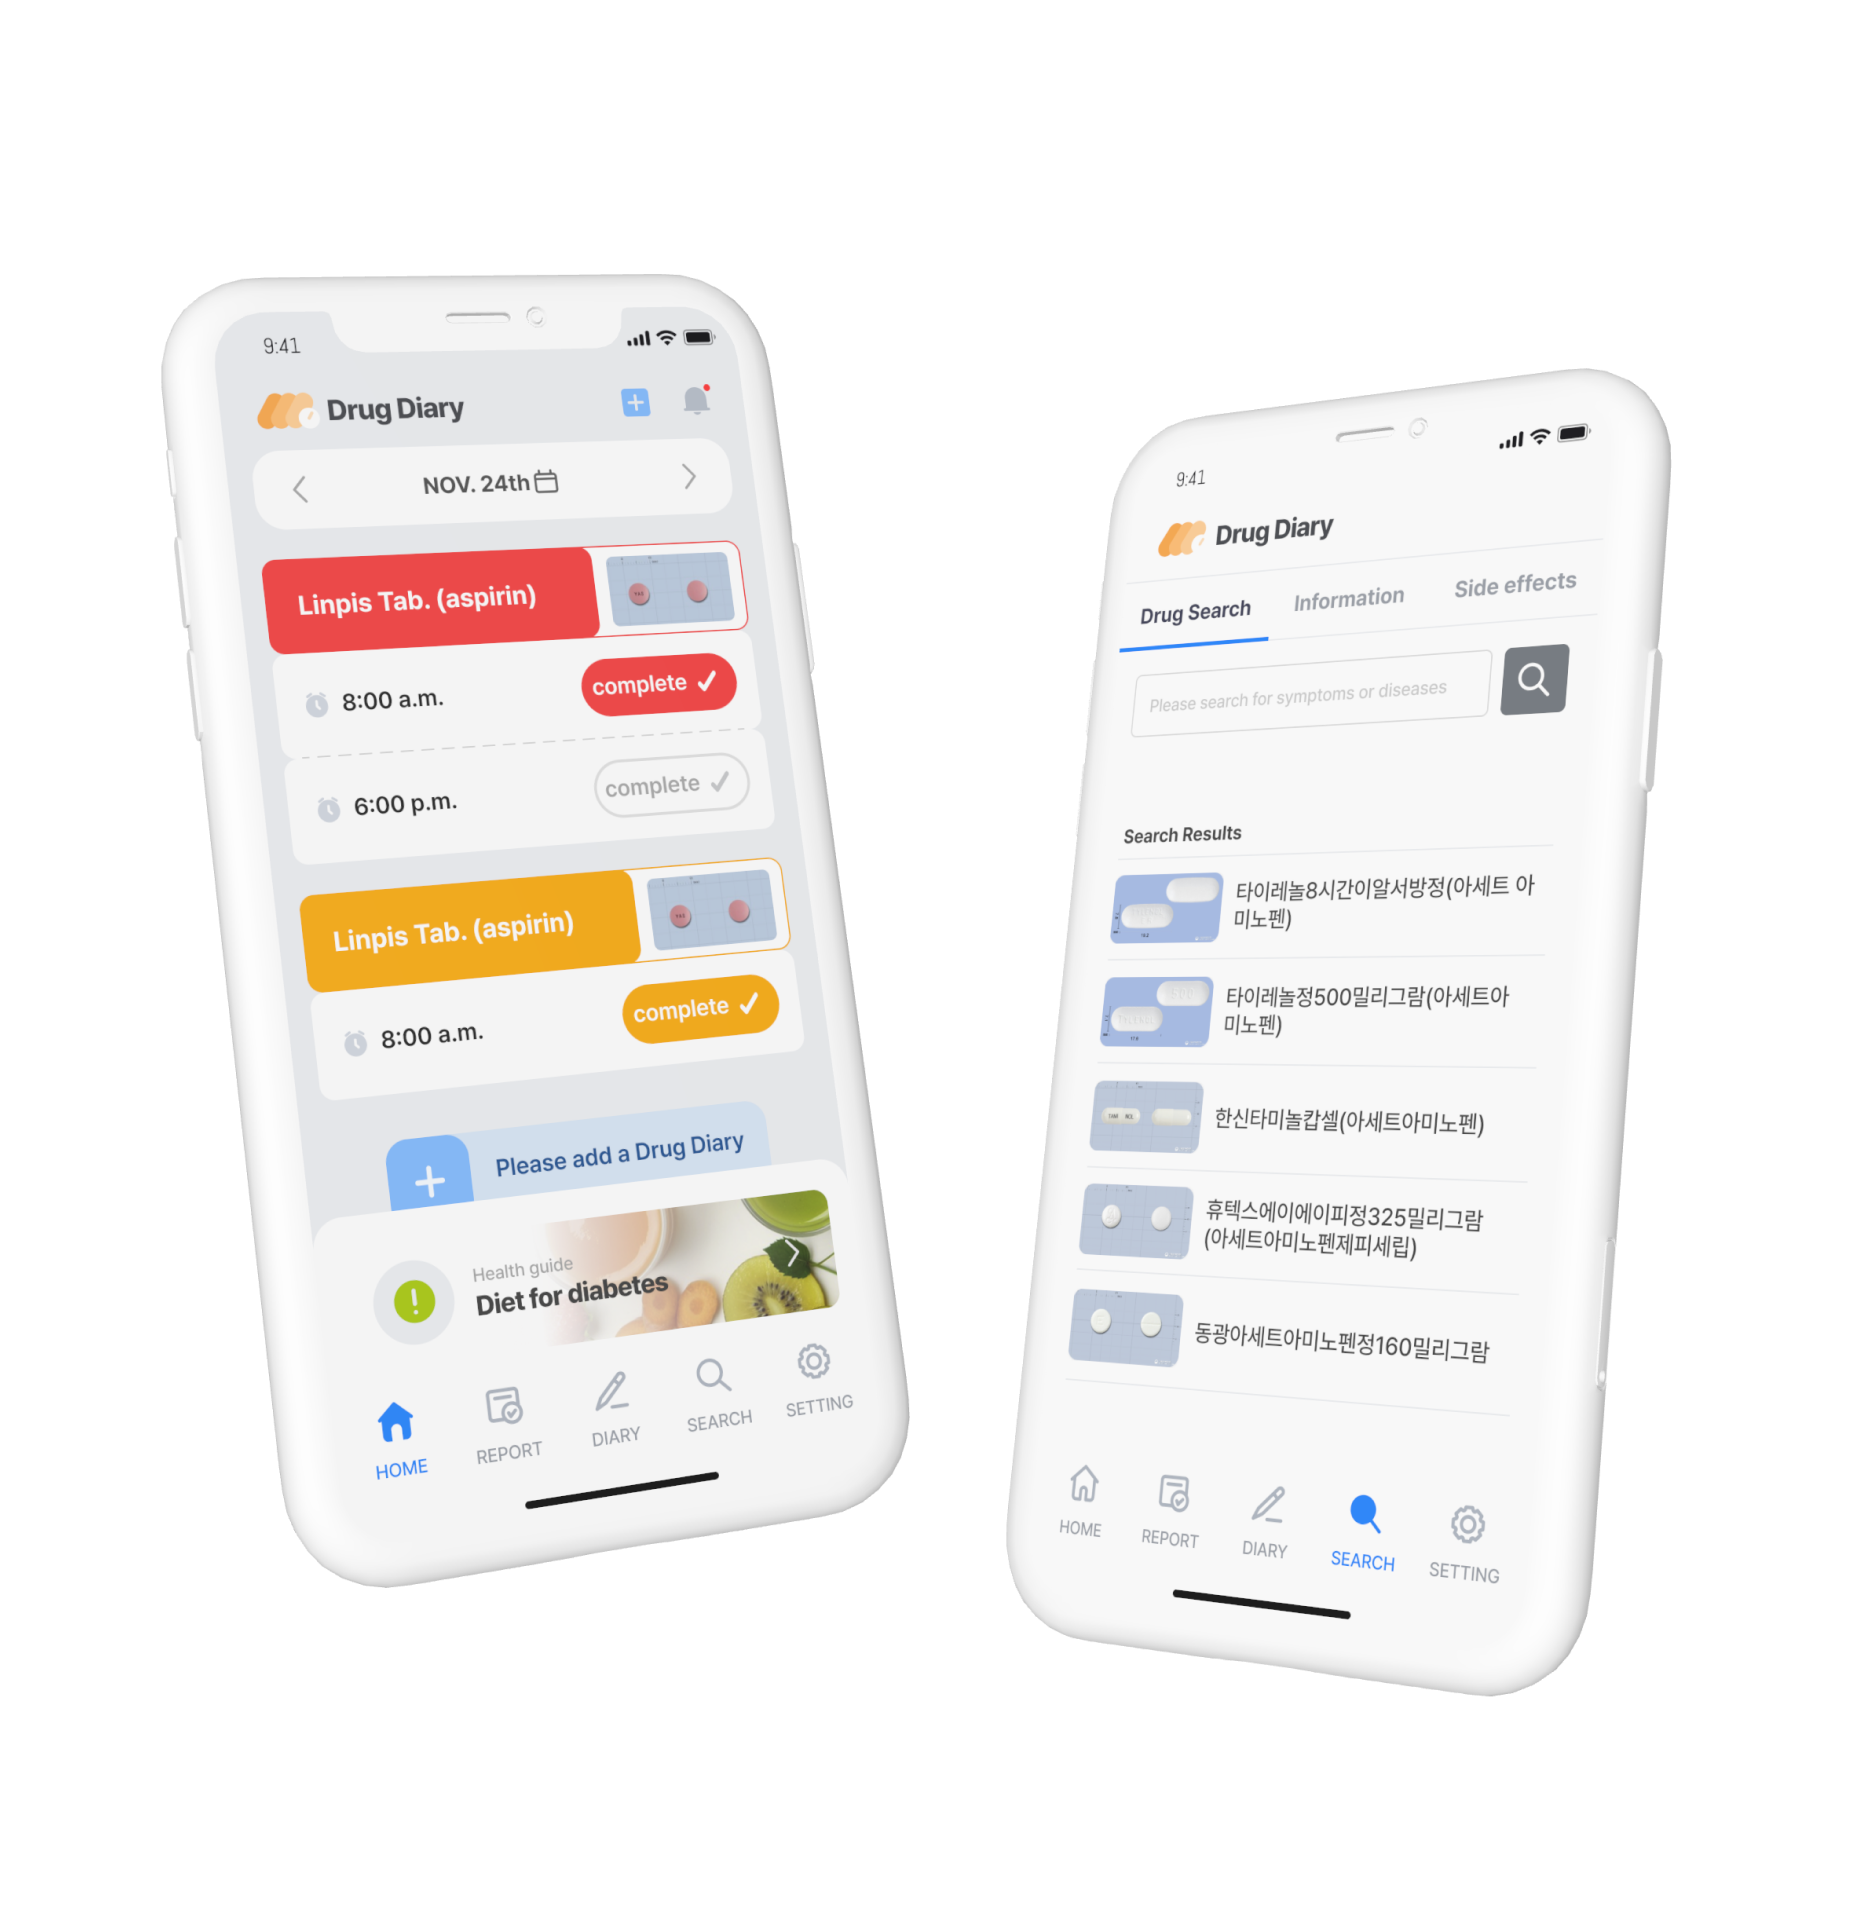 9:41
Drug Diary
NOV. 24th
Linpis Tab. (aspirin)
8:00 a.m.
complete
6:00 p.m.
complete
Linpis Tab. (aspirin)
8:00 a.m.
complete
Please add a Drug Diary
Health guide
Diet for diabetes
HOME
REPORT
DIARY
SEARCH
SETTING
9:41
Drug Diary
Drug Search
Information
Side effects
Please search for symptoms or diseases
Search Results
타이레놀8시간이알서방정(아세트 아
미노펜)
타이레놀정500밀리그람(아세트아
미노펜)
한신타미놀캅셀(아세트아미노펜)
휴텍스에이에이피정325밀리그람
(아세트아미노펜제피세립)
동광아세트아미노펜정160밀리그람
HOME
REPORT
DIARY
SEARCH
SETTING